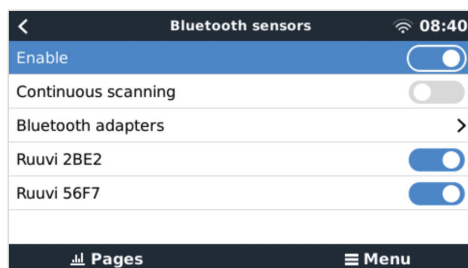 Bluetooth sensors 08:40
Enable
Continuous scanning
Bluetooth adapters
Ruuvi 2BE2
Ruuvi 56F7
Pages Menu